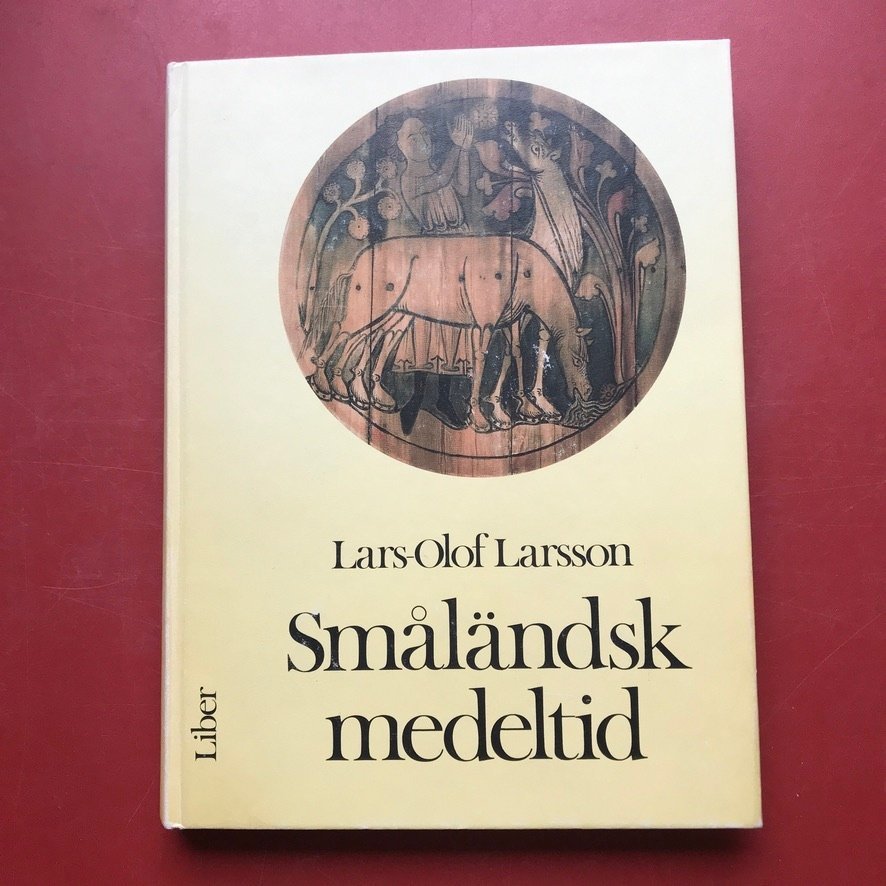 Lars-Olof Larsson
Småländsk
medeltid
Liber